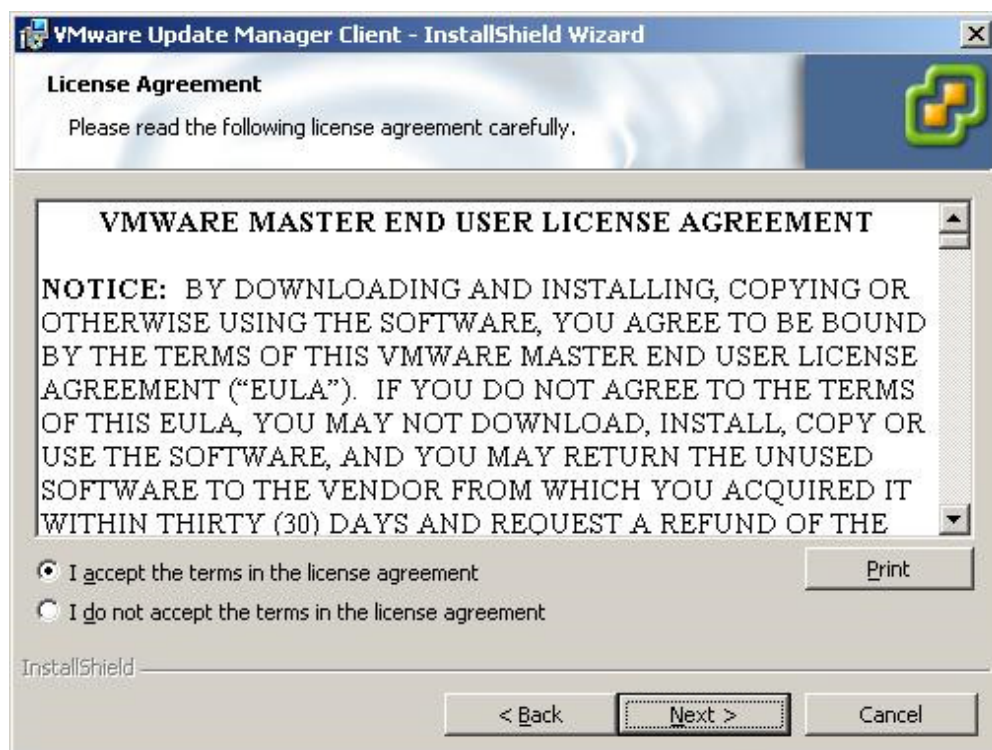 VMware Update Manager Client - InstallShield Wizard
License Agreement
Please read the following license agreement carefully.
VMWARE MASTER END USER LICENSE AGREEMENT
NOTICE: BY DOWNLOADING AND INSTALLING, COPYING OR
OTHERWISE USING THE SOFTWARE, YOU AGREE TO BE BOUND
BY THE TERMS OF THIS VMWARE MASTER END USER LICENSE
AGREEMENT (“EULA”). IF YOU DO NOT AGREE TO THE TERMS
OF THIS EULA, YOU MAY NOT DOWNLOAD, INSTALL, COPY OR
USE THE SOFTWARE, AND YOU MAY RETURN THE UNUSED
SOFTWARE TO THE VENDOR FROM WHICH YOU ACQUIRED IT
WITHIN THIRTY (30) DAYS AND REQUEST A REFUND OF THE
I accept the terms in the license agreement
Print
I do not accept the terms in the license agreement
InstallShield
< Back
Next >
Cancel